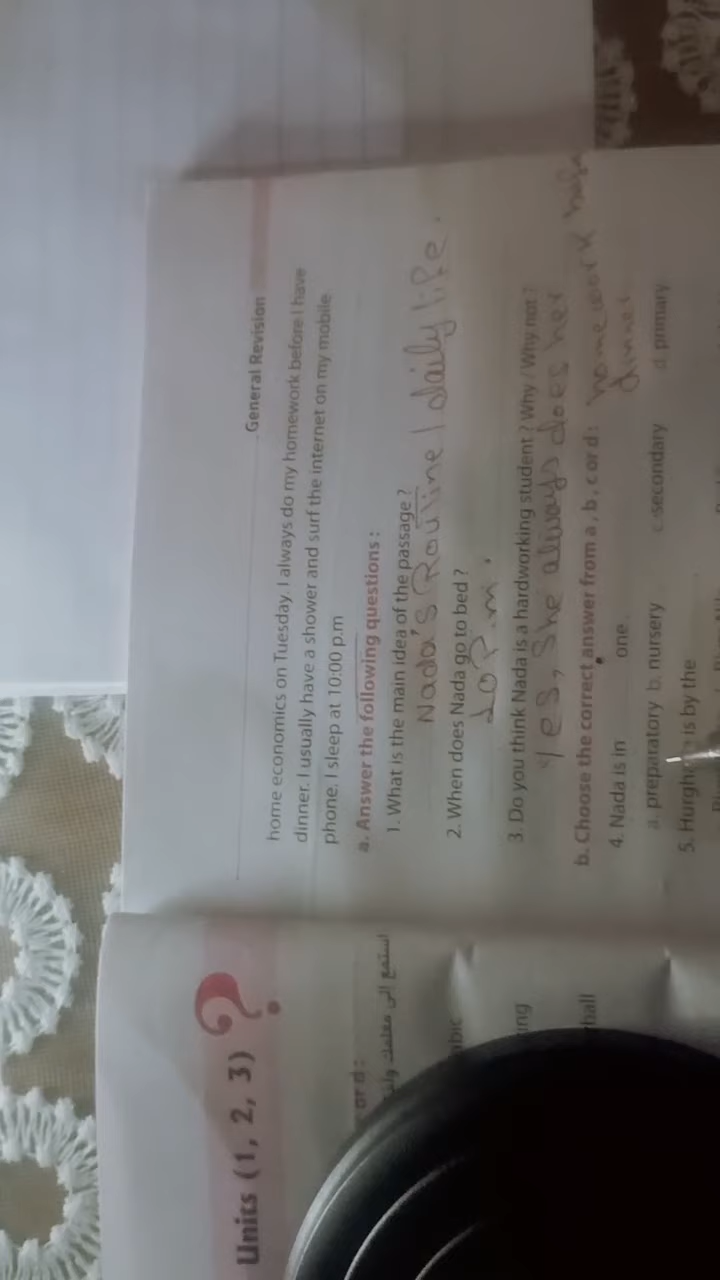 General Revision
home economics on Tuesday. I always do my homework before I have
dinner. I usually have a shower and surf the internet on my mobile
phone. I sleep at 10:00 p.m
a. Answer the following questions :
1. What is the main idea of the passage ?
Nada's Routine / daily life.
2. When does Nada go to bed ?
10 P.m.
3. Do you think Nada is a hardworking student ? Why / Why not ?
Yes, She always does her
homework
dinner
b. Choose the correct answer from a , b , c or d :
4. Nada is in one
a. preparatory b. nursery c. secondary d. primary
5. is by the
Units (1, 2, 3) ?
or d :
استمع إلى معلمك